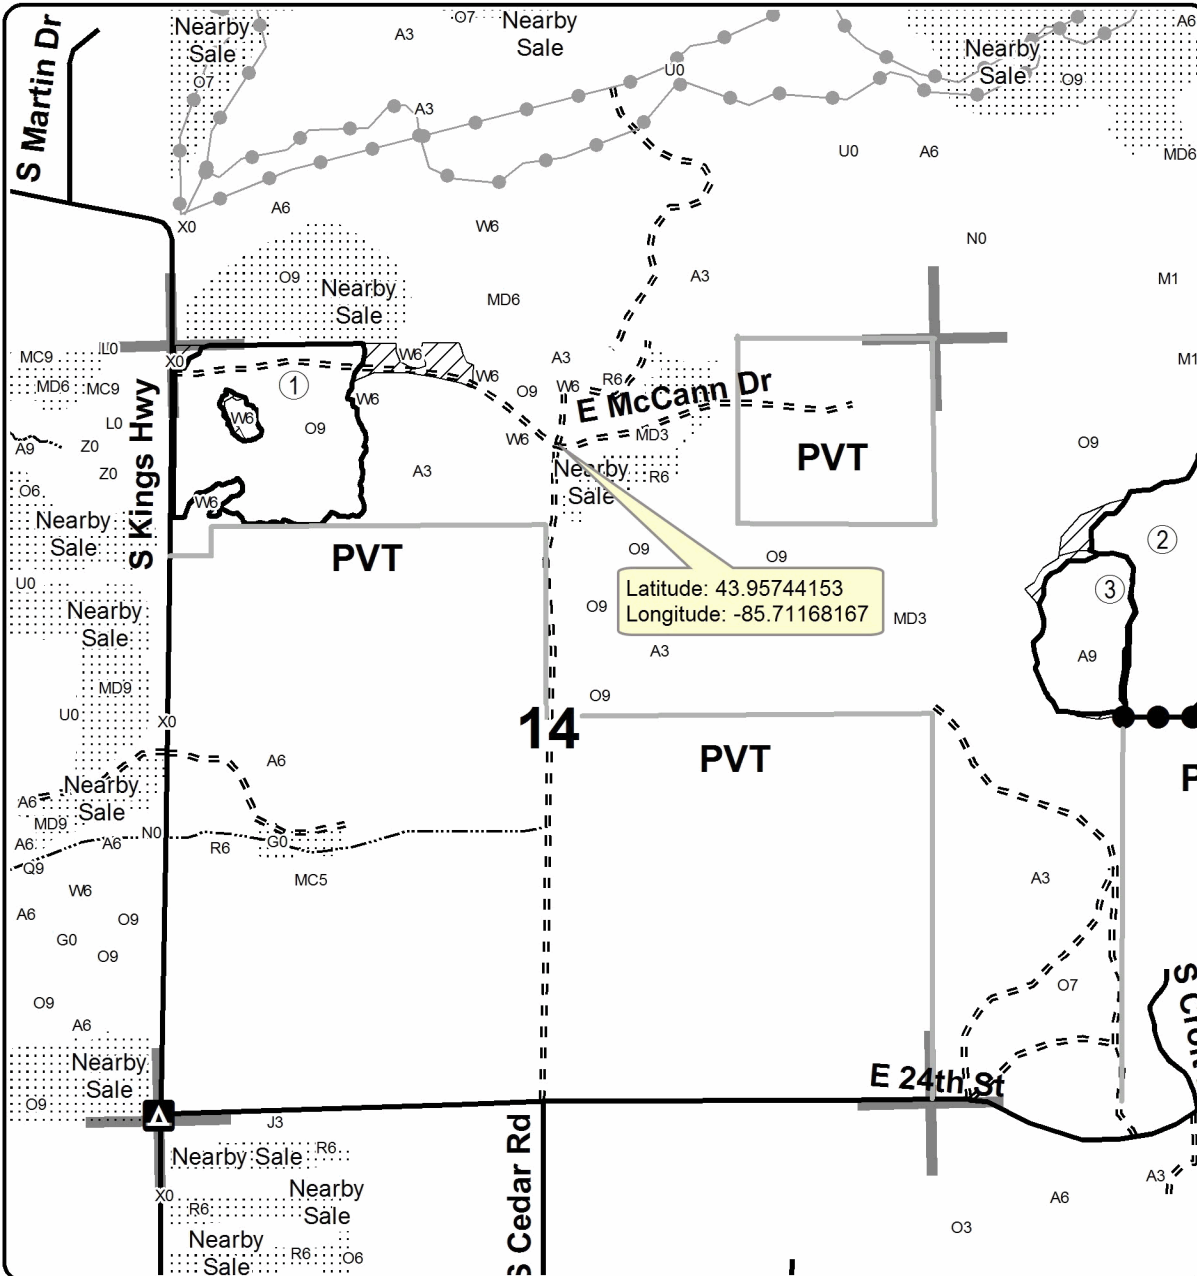 S Martin Dr
Nearby
Sale
O7
O7
Nearby
Sale
A3
U0
Nearby
Sale
O9
A6
A3
U0
A6
MD6
A6
X0
W6
N0
O9
Nearby
Sale
MD6
A3
M1
MC9
L0
X0
W6
A3
M1
MD6
MC9
1
W6
W6
O9
W6
R6
E McCann Dr
L0
W6
O9
W6
MD3
A9
Z0
Z0
S Kings Hwy
A3
Nearby
Sale
R6
PVT
O9
O6
W6
Nearby
Sale
PVT
O9
O9
2
U0
Latitude: 43.95744153
Longitude: -85.71168167
3
Nearby
Sale
O9
MD3
A3
A9
MD9
O9
U0
X0
14
PVT
A6
P
Nearby
Sale
A6
MD9
N0
A6
A6
R6
G0
Q9
MC5
A3
W6
A6
O9
G0
O9
O7
O9
A6
S Cron
Nearby
Sale
E 24th St
O9
J3
S Cedar Rd
Nearby Sale
R6
A3
X0
Nearby
Sale
A6
R6
O3
Nearby
Sale
R6
O6